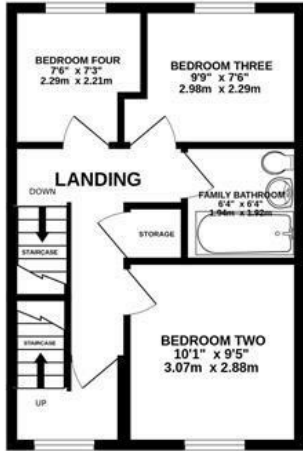 BEDROOM FOUR
7'6" x 7'3"
2.29m x 2.21m
BEDROOM THREE
9'9" x 7'6"
2.98m x 2.29m
LANDING
DOWN
FAMILY BATHROOM
6'4" x 6'4"
1.94m x 1.92m
STAIRCASE
STORAGE
STAIRCASE
BEDROOM TWO
10'1" x 9'5"
3.07m x 2.88m
UP